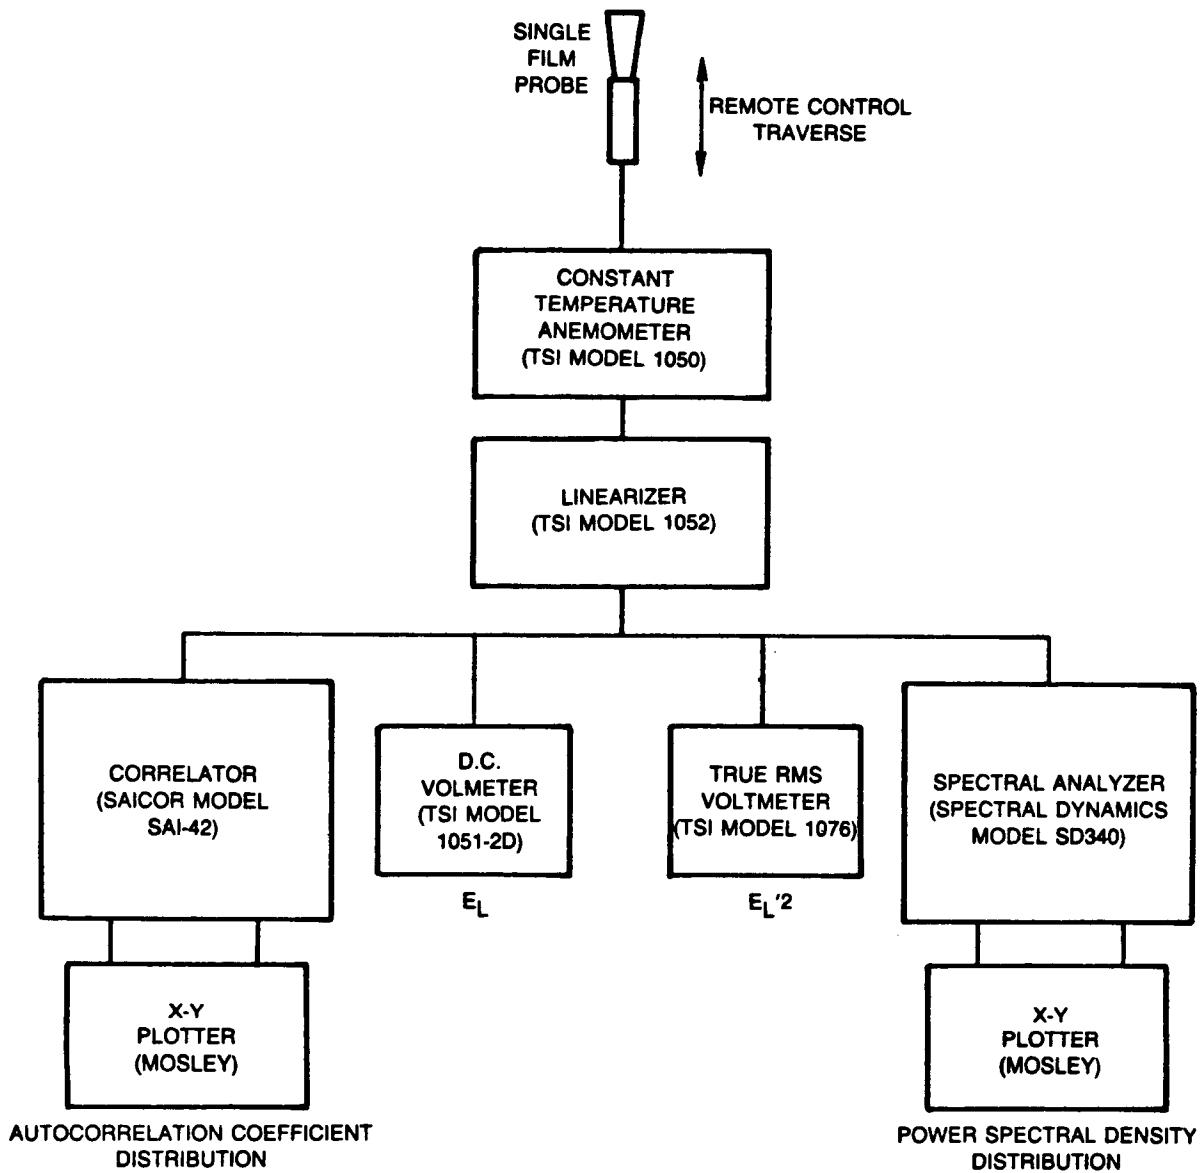 SINGLE
FILM
PROBE
REMOTE CONTROL
TRAVERSE
CONSTANT
TEMPERATURE
ANEMOMETER
(TSI MODEL 1050)
LINEARIZER
(TSI MODEL 1052)
CORRELATOR
(SAICOR MODEL
SAI-42)
D.C.
VOLMETER
(TSI MODEL
1051-2D)
E_L
TRUE RMS
VOLTMETER
(TSI MODEL 1076)
E_L'2
SPECTRAL ANALYZER
(SPECTRAL DYNAMICS
MODEL SD340)
X-Y
PLOTTER
(MOSLEY)
AUTOCORRELATION COEFFICIENT
DISTRIBUTION
X-Y
PLOTTER
(MOSLEY)
POWER SPECTRAL DENSITY
DISTRIBUTION